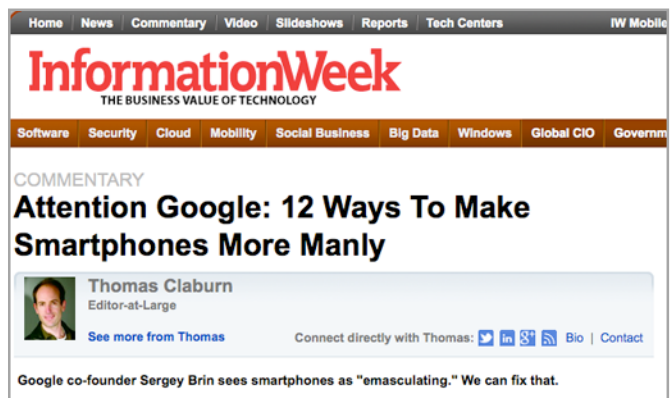 Home News Commentary Video Slideshows Reports Tech Centers IW Mobile
InformationWeek
THE BUSINESS VALUE OF TECHNOLOGY
Software Security Cloud Mobility Social Business Big Data Windows Global CIO Governm
COMMENTARY
Attention Google: 12 Ways To Make
Smartphones More Manly
Thomas Claburn
Editor-at-Large
See more from Thomas Connect directly with Thomas: in g+ Bio | Contact
Google co-founder Sergey Brin sees smartphones as "emasculating." We can fix that.